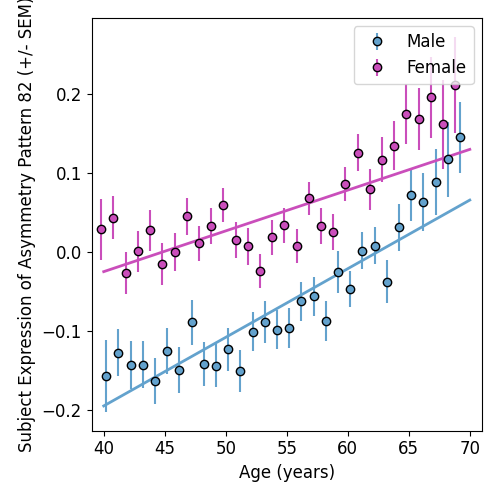 Subject Expression of Asymmetry Pattern 82 (+/- SEM)
Male
Female
0.2
0.1
0.0
−0.1
−0.2
40 45 50 55 60 65 70
Age (years)